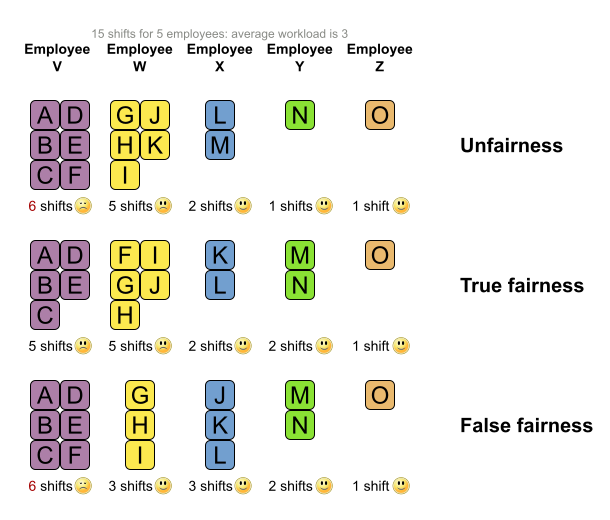 15 shifts for 5 employees: average workload is 3
Employee Employee Employee Employee Employee
V W X Y Z
A D G J L N O
B E H K M
C F I
Unfairness
6 shifts 5 shifts 2 shifts 1 shifts 1 shift
A D F I K M O
B E G J L N
C H
True fairness
5 shifts 5 shifts 2 shifts 2 shifts 1 shift
A D G J M O
B E H K N
C F I L
False fairness
6 shifts 3 shifts 3 shifts 2 shifts 1 shift